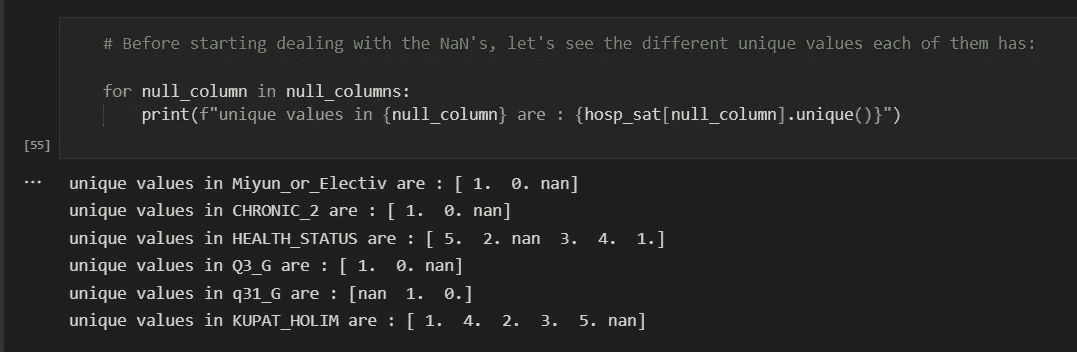 # Before starting dealing with the NaN's, let's see the different unique values each of them has:
for null_column in null_columns:
print(f"unique values in {null_column} are : {hosp_sat[null_column].unique()}")
[55]
... unique values in Miyun_or_Electiv are : [ 1.  0. nan]
unique values in CHRONIC_2 are : [ 1.  0. nan]
unique values in HEALTH_STATUS are : [ 5.  2. nan  3.  4.  1.]
unique values in Q3_G are : [ 1.  0. nan]
unique values in q31_G are : [nan  1.  0.]
unique values in KUPAT_HOLIM are : [ 1.  4.  2.  3.  5. nan]